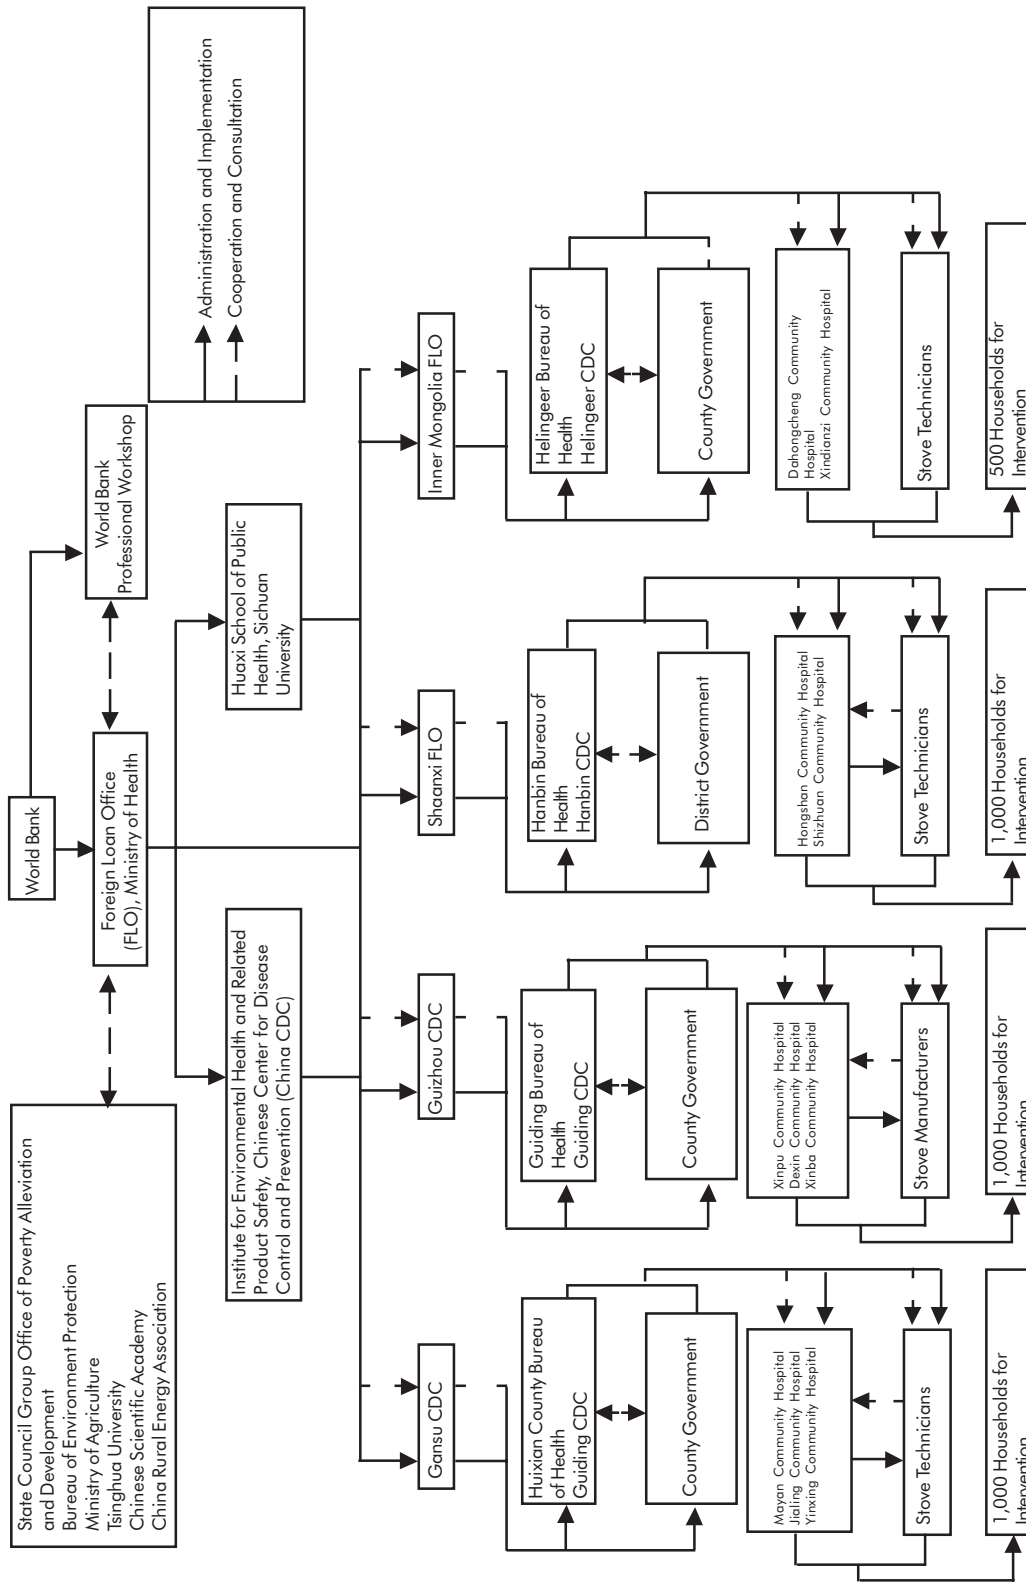 World Bank
World Bank
Professional Workshop
Administration and Implementation
Cooperation and Consultation
State Council Group Office of Poverty Alleviation
and Development
Bureau of Environment Protection
Ministry of Agriculture
Tsinghua University
Chinese Scientific Academy
China Rural Energy Association
Foreign Loan Office
(FLO), Ministry of Health
Institute for Environmental Health and Related
Product Safety, Chinese Center for Disease
Control and Prevention (China CDC)
Huaxi School of Public
Health, Sichuan
University
Gansu CDC
Guizhou CDC
Shaanxi FLO
Inner Mongolia FLO
Huixian County Bureau
of Health
Guiding CDC
Guiding Bureau of
Health
Guiding CDC
Hanbin Bureau of
Health
Hanbin CDC
Helingeer Bureau of
Health
Helingeer CDC
County Government
County Government
District Government
County Government
Mayan Community Hospital
Jialing Community Hospital
Yinxing Community Hospital
Xinpu Community Hospital
Dexin Community Hospital
Xinba Community Hospital
Hongshan Community Hospital
Shizhuan Community Hospital
Dahongcheng Community
Hospital
Xindianzi Community Hospital
Stove Technicians
Stove Manufacturers
Stove Technicians
Stove Technicians
1,000 Households for
Intervention
1,000 Households for
Intervention
1,000 Households for
Intervention
500 Households for
Intervention